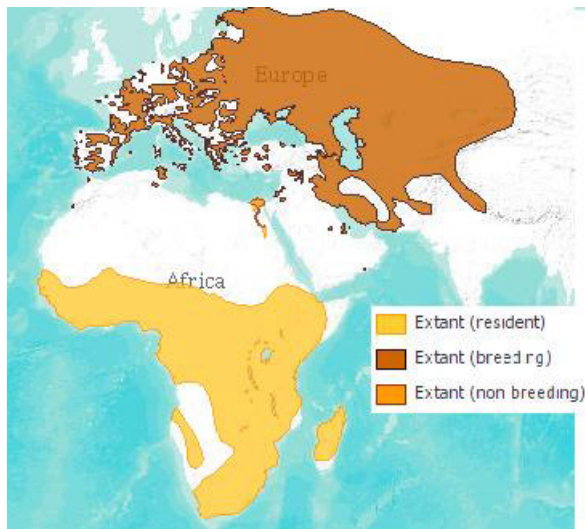 Europe
Africa
Extant (resident)
Extant (breeding)
Extant (non breeding)